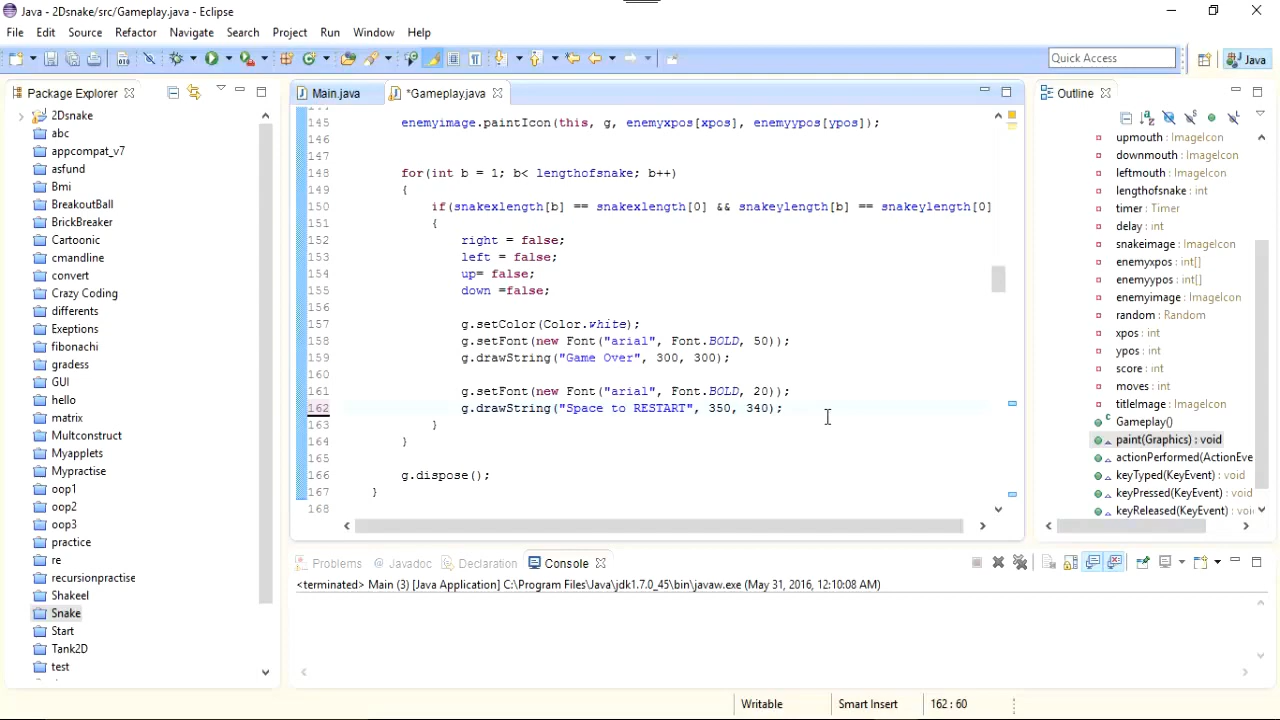 Java - 2Dsnake/src/Gameplay.java - Eclipse
File Edit Source Refactor Navigate Search Project Run Window Help
Quick Access
Java
Package Explorer
Main.java
*Gameplay.java
Outline
2Dsnake
abc
appcompat_v7
asfund
Bmi
BreakoutBall
BrickBreaker
Cartoonic
cmandline
convert
Crazy Coding
differents
Exeptions
fibonachi
gradess
GUI
hello
matrix
Multconstruct
Myapplets
Mypractise
oop1
oop2
oop3
practice
re
recursionpractise
Shakeel
Snake
Start
Tank2D
test
145 enemyimage.paintIcon(this, g, enemyxpos[xpos], enemyypos[ypos]);
146
147
148 for(int b = 1; b< lengthofsnake; b++)
149 {
150 if(snakexlength[b] == snakexlength[0] && snakeylength[b] == snakeylength[0]
151 {
152 right = false;
153 left = false;
154 up= false;
155 down =false;
156
157 g.setColor(Color.white);
158 g.setFont(new Font("arial", Font.BOLD, 50));
159 g.drawString("Game Over", 300, 300);
160
161 g.setFont(new Font("arial", Font.BOLD, 20));
162 g.drawString("Space to RESTART", 350, 340);
163 }
164 }
165
166 g.dispose();
167 }
168
upmouth : ImageIcon
downmouth : ImageIcon
leftmouth : ImageIcon
lengthofsnake : int
timer : Timer
delay : int
snakeimage : ImageIcon
enemyxpos : int[]
enemyypos : int[]
enemyimage : ImageIcon
random : Random
xpos : int
ypos : int
score : int
moves : int
titleImage : ImageIcon
Gameplay()
paint(Graphics) : void
actionPerformed(ActionEve
keyTyped(KeyEvent) : void
keyPressed(KeyEvent) : void
keyReleased(KeyEvent) : voi
Problems Javadoc Declaration Console
<terminated> Main (3) [Java Application] C:\Program Files\Java\jdk1.7.0_45\bin\javaw.exe (May 31, 2016, 12:10:08 AM)
Writable Smart Insert 162 : 60